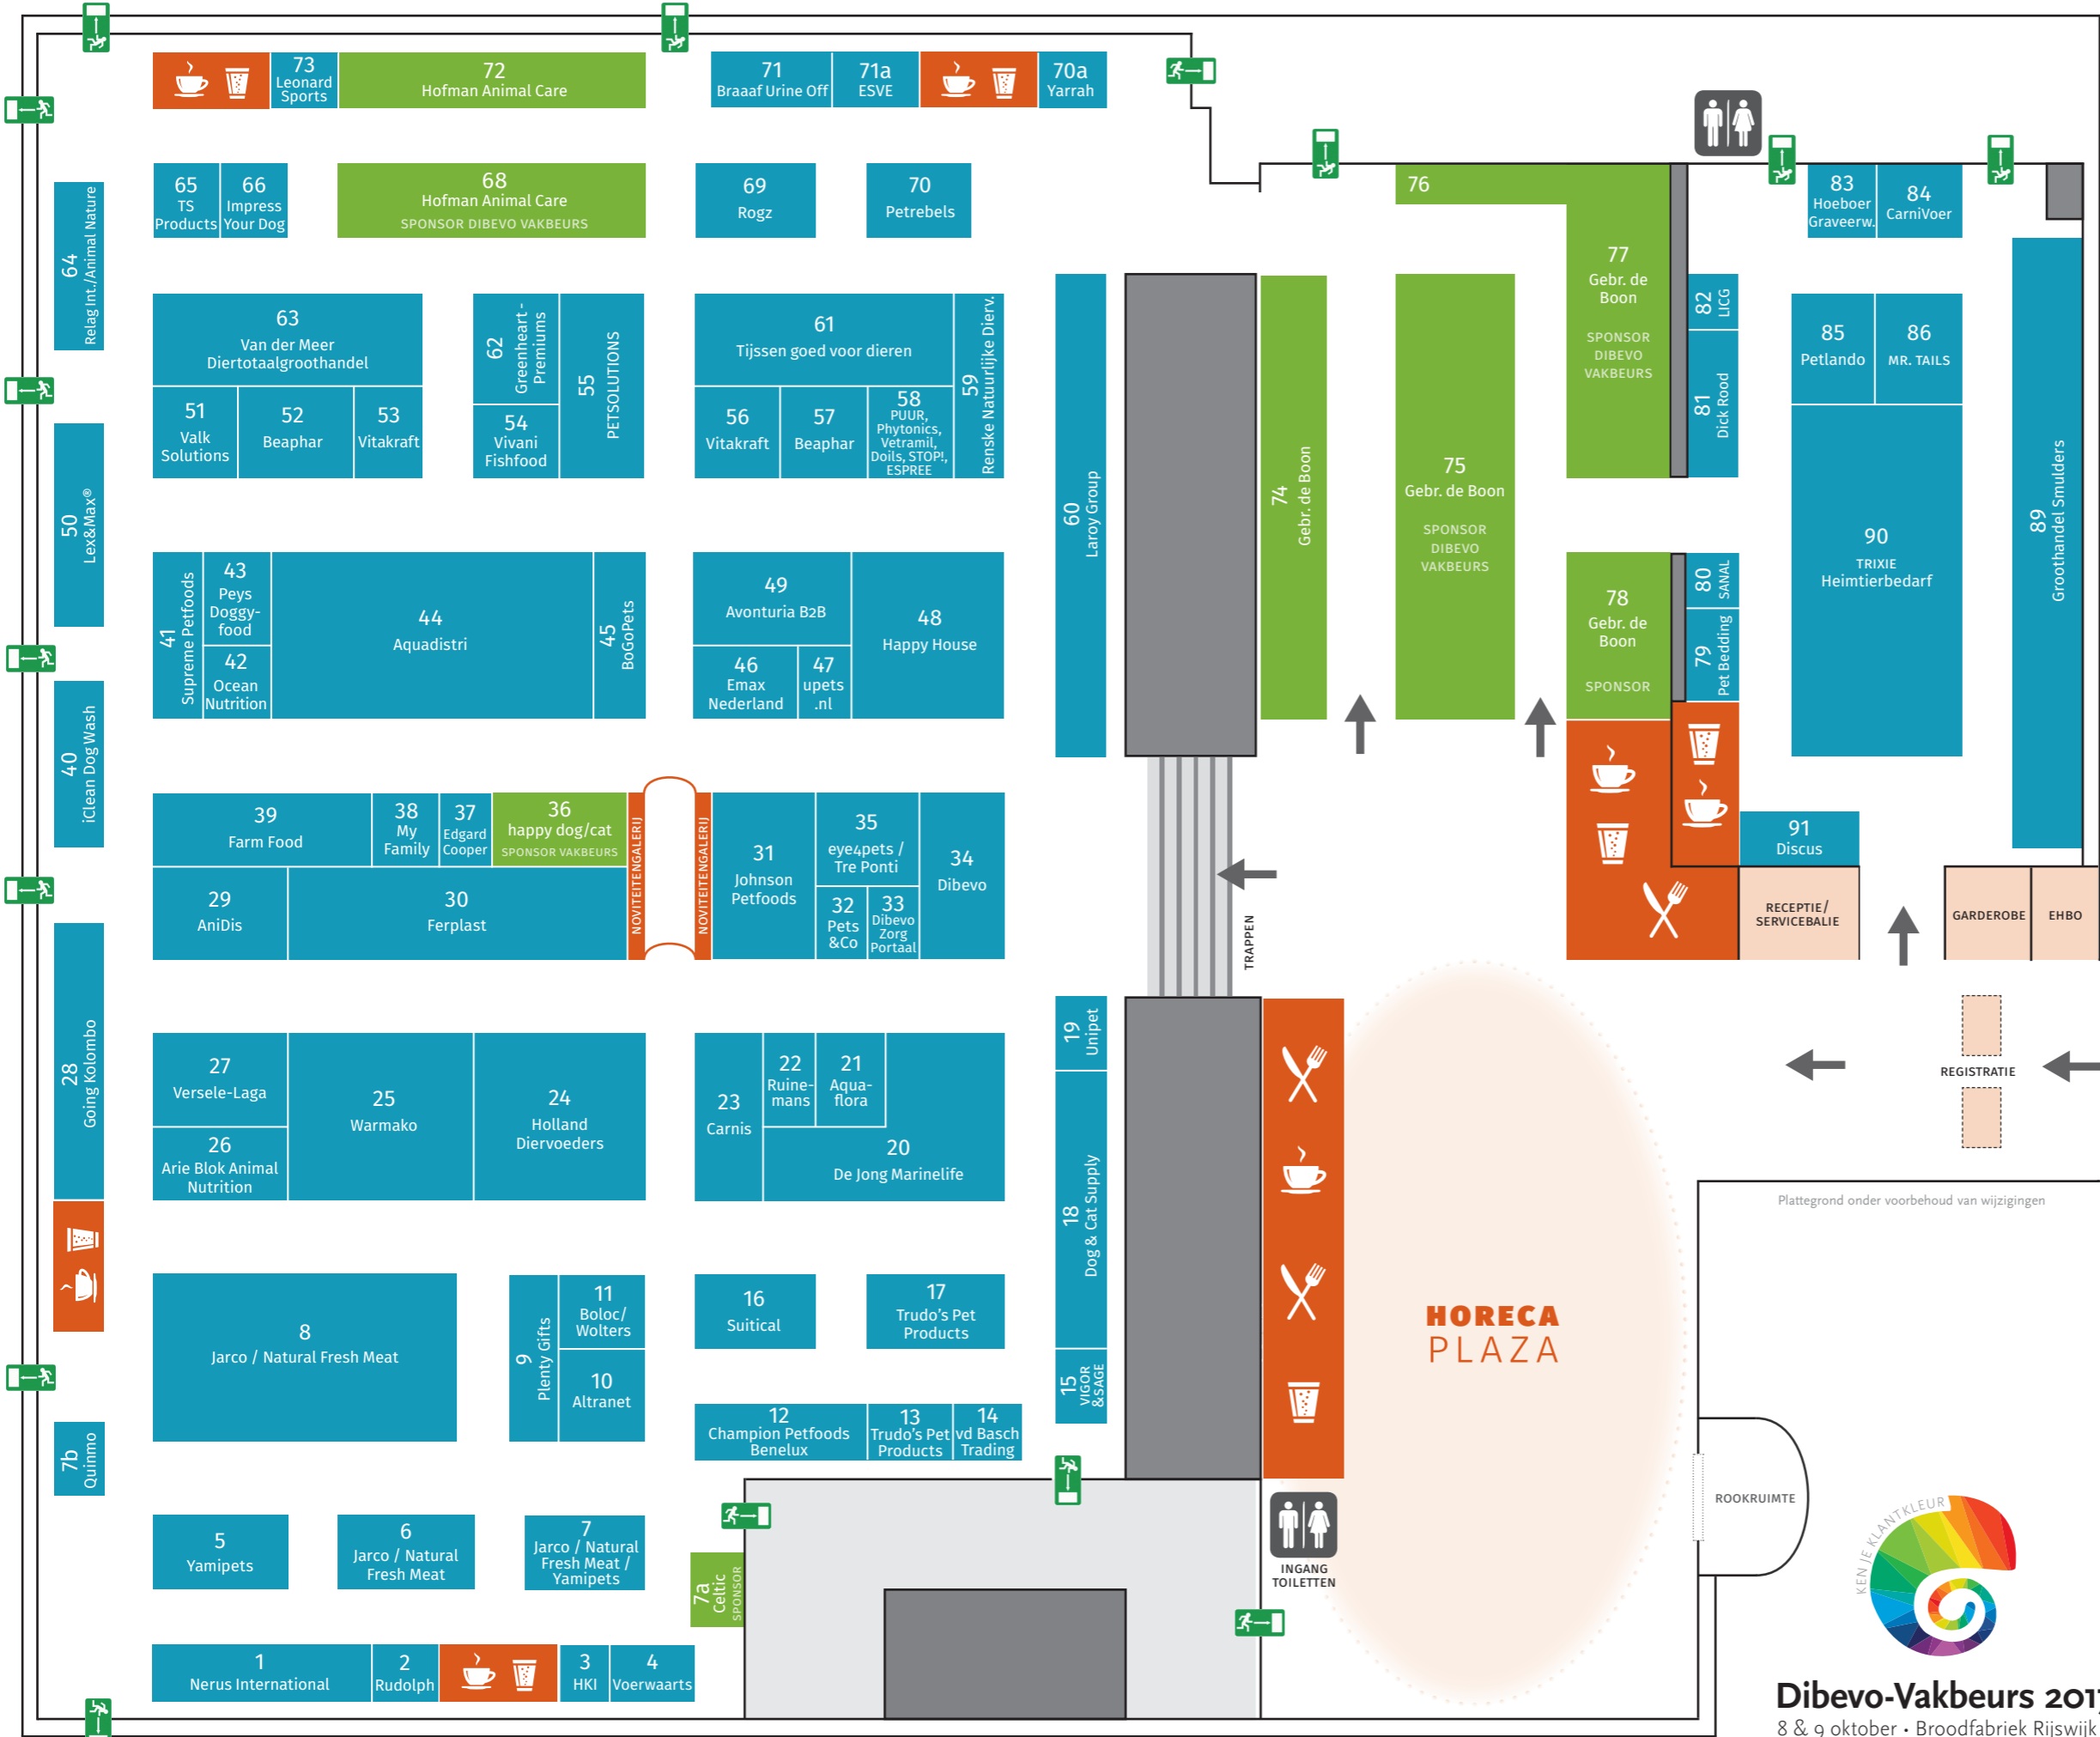 73
Leonard
Sports
72
Hofman Animal Care
71
Braaaf Urine Off
71a
ESVE
70a
Yarrah
65
TS
Products
66
Impress
Your Dog
68
Hofman Animal Care
SPONSOR DIBEVO VAKBEURS
69
Rogz
70
Petrebels
76
77
Gebr. de
Boon
SPONSOR
DIBEVO
VAKBEURS
83
Hoeboer
Graveerw.
84
CarniVoer
64
Relag Int./Animal Nature
63
Van der Meer
Diertotaalgroothandel
51
Valk
Solutions
52
Beaphar
53
Vitakraft
62
Greenheart -
Premiums
54
Vivani
Fishfood
55
PETSOLUTIONS
61
Tijssen goed voor dieren
56
Vitakraft
57
Beaphar
58
PUUR,
Phytonics,
Vetramil,
Doils, STOP!,
ESPREE
59
Renske Natuurlijke Dierv.
60
Laroy Group
74
Gebr. de Boon
75
Gebr. de Boon
SPONSOR
DIBEVO
VAKBEURS
82
LICG
81
Dick Rood
85
Petlando
86
MR. TAILS
90
TRIXIE
Heimtierbedarf
89
Groothandel Smulders
50
Lex&Max®
41
Supreme Petfoods
43
Peys
Doggy-
food
42
Ocean
Nutrition
44
Aquadistri
45
BoGoPets
49
Avonturia B2B
46
Emax
Nederland
47
upets
.nl
48
Happy House
78
Gebr. de
Boon
SPONSOR
80
SANAL
79
Pet Bedding
40
iClean Dog Wash
39
Farm Food
38
My
Family
37
Edgard
Cooper
36
happy dog/cat
SPONSOR VAKBEURS
29
AniDis
30
Ferplast
NOVITEITENGALERIJ
NOVITEITENGALERIJ
31
Johnson
Petfoods
35
eye4pets /
Tre Ponti
32
Pets
&Co
33
Dibevo
Zorg
Portaal
34
Dibevo
TRAPPEN
91
Discus
RECEPTIE/
SERVICEBALIE
GARDEROBE
EHBO
28
Going Kolombo
27
Versele-Laga
26
Arie Blok Animal
Nutrition
25
Warmako
24
Holland
Diervoeders
23
Carnis
22
Ruine-
mans
21
Aqua-
flora
20
De Jong Marinelife
19
Unipet
18
Dog & Cat Supply
15
VIGOR
&SAGE
REGISTRATIE
Plattegrond onder voorbehoud van wijzigingen
8
Jarco / Natural Fresh Meat
9
Plenty Gifts
11
Boloc/
Wolters
10
Altranet
16
Suitical
17
Trudo's Pet
Products
12
Champion Petfoods
Benelux
13
Trudo's Pet
Products
14
vd Basch
Trading
HORECA
PLAZA
7b
Quinmo
5
Yamipets
6
Jarco / Natural
Fresh Meat
7
Jarco / Natural
Fresh Meat /
Yamipets
7a
Celtic
SPONSOR
INGANG
TOILETTEN
ROOKRUIMTE
KEN JE KLANTKLEUR
1
Nerus International
2
Rudolph
3
HKI
4
Voerwaarts
Dibevo-Vakbeurs 2017
8 & 9 oktober • Broodfabriek Rijswijk